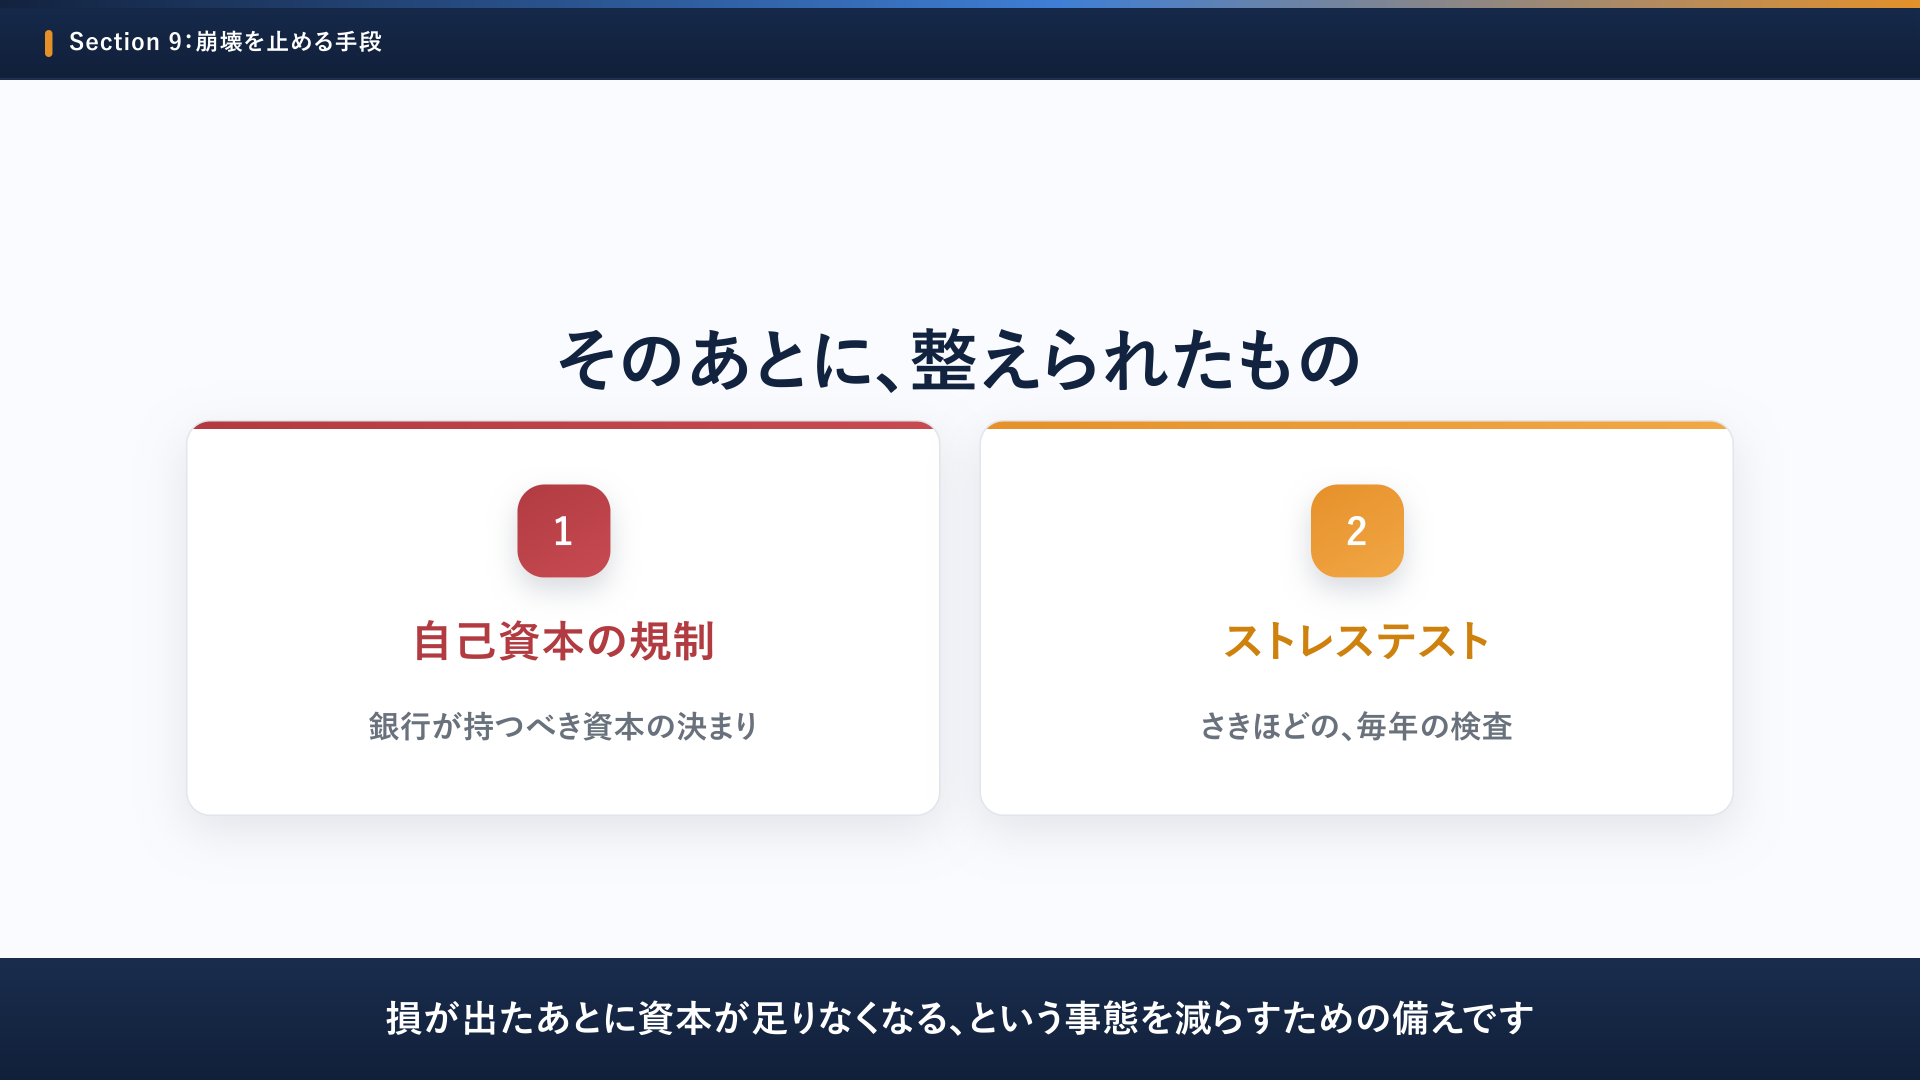 Section 9：崩壊を止める手段
そのあとに、整えられたもの
1
自己資本の規制
銀行が持つべき資本の決まり
2
ストレステスト
さきほどの、毎年の検査
損が出たあとに資本が足りなくなる、という事態を減らすための備えです